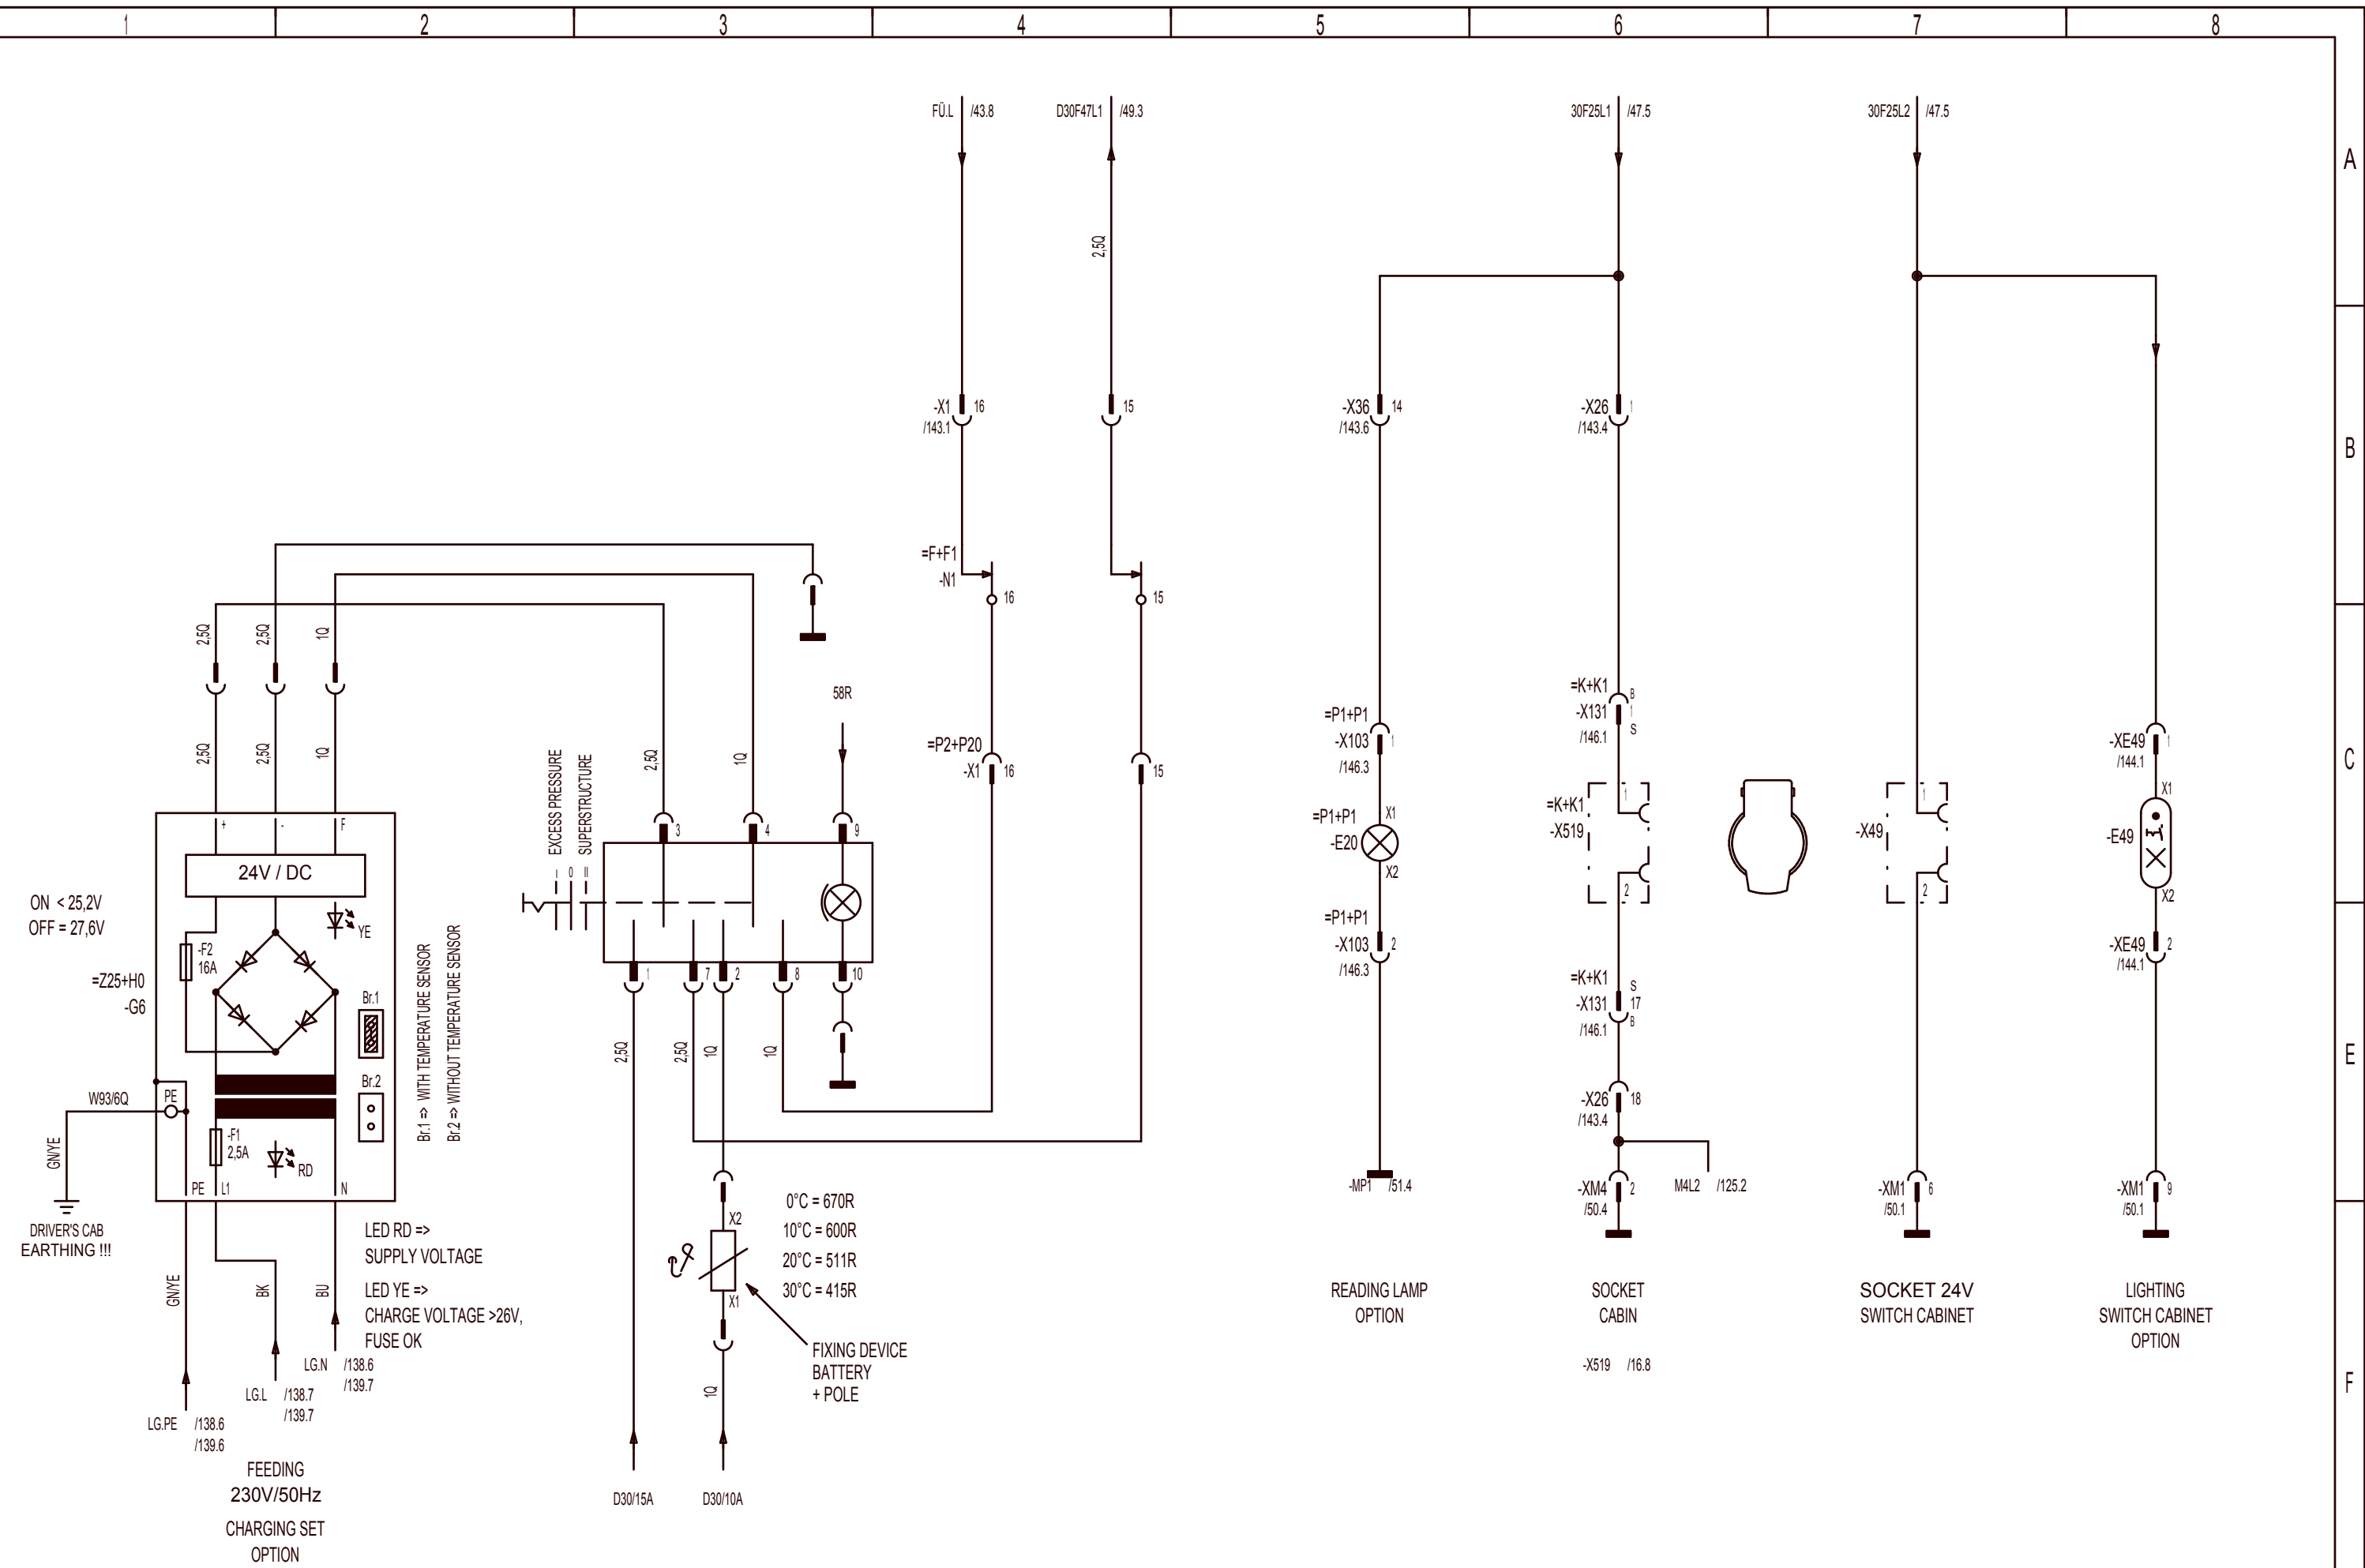 1
2
3
4
5
6
7
8
A
B
C
E
F
FÜ.L /43.8
D30F47L1 /49.3
30F25L1 /47.5
30F25L2 /47.5
2,5Q
-X1 16
/143.1
15
-X36 14
/143.6
-X26 1
/143.4
=F+F1
-N1
16
15
2,5Q
2,5Q
1Q
2,5Q
2,5Q
1Q
58R
2,5Q
1Q
=P2+P20
-X1 16
15
=P1+P1
-X103 1
/146.3
=K+K1 B
-X131 1
/146.1 S
-XE49 1
/144.1
X1
EXCESS PRESSURE
SUPERSTRUCTURE
I 0 II
3
4
9
+
-
F
24V / DC
ON < 25,2V
OFF = 27,6V
YE
-F2
16A
=Z25+H0
-G6
Br.1
Br.2
Br.1 => WITH TEMPERATURE SENSOR
Br.2 => WITHOUT TEMPERATURE SENSOR
1
7
2
8
10
2,5Q
2,5Q
1Q
1Q
=P1+P1 X1
-E20
X2
=P1+P1
-X103 2
/146.3
=K+K1
-X519
1
2
-X49
1
2
-E49
X2
-XE49 2
/144.1
=K+K1 S
-X131 17
/146.1 B
-X26 18
/143.4
W93/6Q
PE
GN/YE
-F1
2,5A
RD
PE L1 N
DRIVER'S CAB
EARTHING !!!
-MP1 /51.4
-XM4 2
/50.4
M4L2 /125.2
-XM1 6
/50.1
-XM1 9
/50.1
GN/YE
BK
BU
LED RD =>
SUPPLY VOLTAGE
LED YE =>
CHARGE VOLTAGE >26V,
FUSE OK
X2
X1
0°C = 670R
10°C = 600R
20°C = 511R
30°C = 415R
FIXING DEVICE
BATTERY
+ POLE
1Q
LG.N /138.6
/139.7
LG.L /138.7
/139.7
LG.PE /138.6
/139.6
FEEDING
230V/50Hz
CHARGING SET
OPTION
D30/15A
D30/10A
READING LAMP
OPTION
SOCKET
CABIN
-X519 /16.8
SOCKET 24V
SWITCH CABINET
LIGHTING
SWITCH CABINET
OPTION